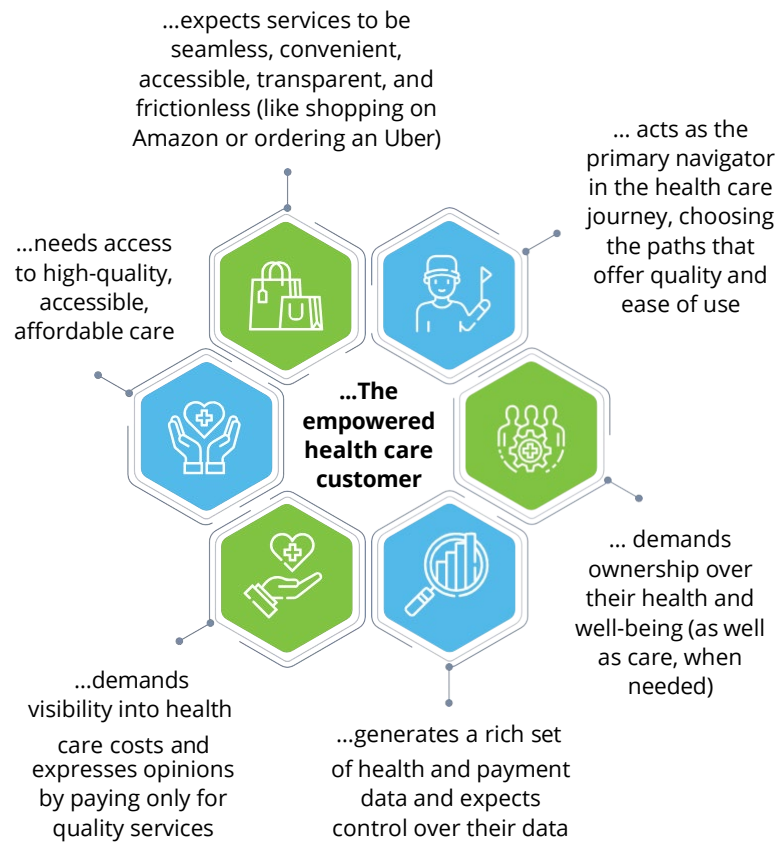 ...expects services to be
seamless, convenient,
accessible, transparent, and
frictionless (like shopping on
Amazon or ordering an Uber)
... acts as the
primary navigator
in the health care
journey, choosing
the paths that
offer quality and
ease of use
...needs access
to high-quality,
accessible,
affordable care
...The
empowered
health care
customer
... demands
ownership over
their health and
well-being (as well
as care, when
needed)
...demands
visibility into health
care costs and
expresses opinions
by paying only for
quality services
...generates a rich set
of health and payment
data and expects
control over their data